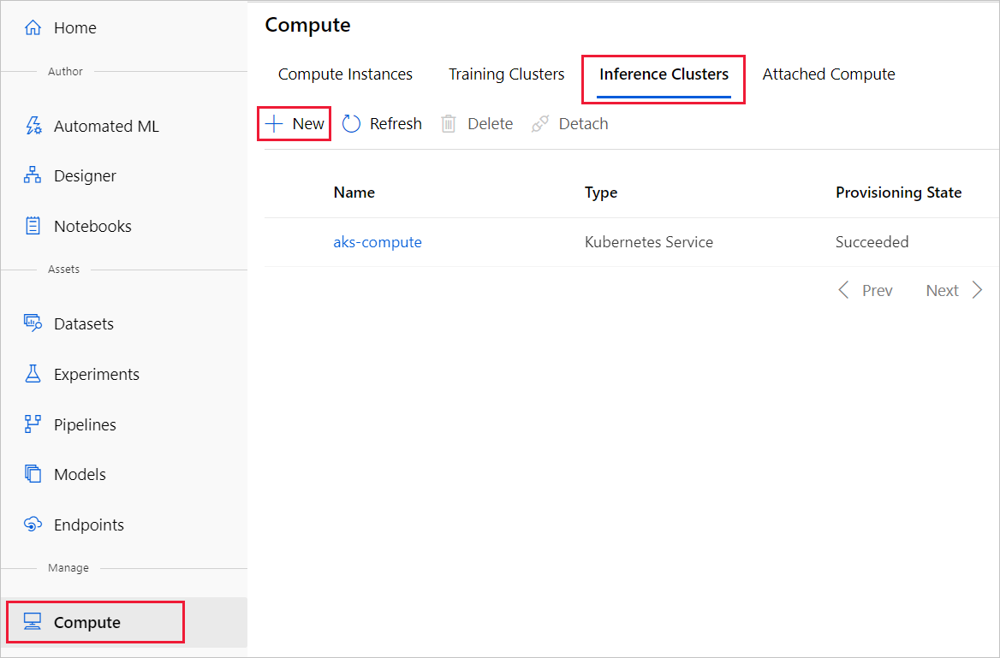 Home
Author
Automated ML
Designer
Notebooks
Assets
Datasets
Experiments
Pipelines
Models
Endpoints
Manage
Compute
Compute
Compute Instances Training Clusters Inference Clusters Attached Compute
New Refresh Delete Detach
Name Type Provisioning State
aks-compute Kubernetes Service Succeeded
Prev Next